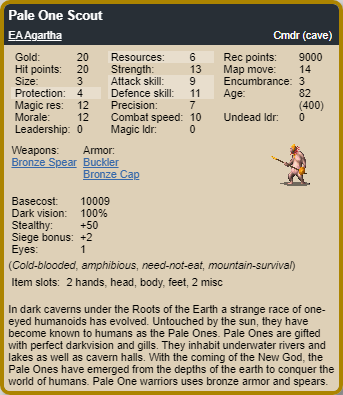 Pale One Scout
EA Agartha Cmdr (cave)
Gold: 20 Resources: 6 Rec points: 9000
Hit points: 20 Strength: 13 Map move: 14
Size: 3 Attack skill: 9 Encumbrance: 3
Protection: 4 Defence skill: 11 Age: 82
Magic res: 12 Precision: 7 (400)
Morale: 12 Combat speed: 10 Undead ldr: 0
Leadership: 0 Magic ldr: 0
Weapons: Armor:
Bronze Spear Buckler
Bronze Cap
Basecost: 10009
Dark vision: 100%
Stealthy: +50
Siege bonus: +2
Eyes: 1
(Cold-blooded, amphibious, need-not-eat, mountain-survival)
Item slots: 2 hands, head, body, feet, 2 misc
In dark caverns under the Roots of the Earth a strange race of one-
eyed humanoids has evolved. Untouched by the sun, they have
become known to humans as the Pale Ones. Pale Ones are gifted
with perfect darkvision and gills. They inhabit underwater rivers and
lakes as well as cavern halls. With the coming of the New God, the
Pale Ones have emerged from the depths of the earth to conquer the
world of humans. Pale One warriors uses bronze armor and spears.